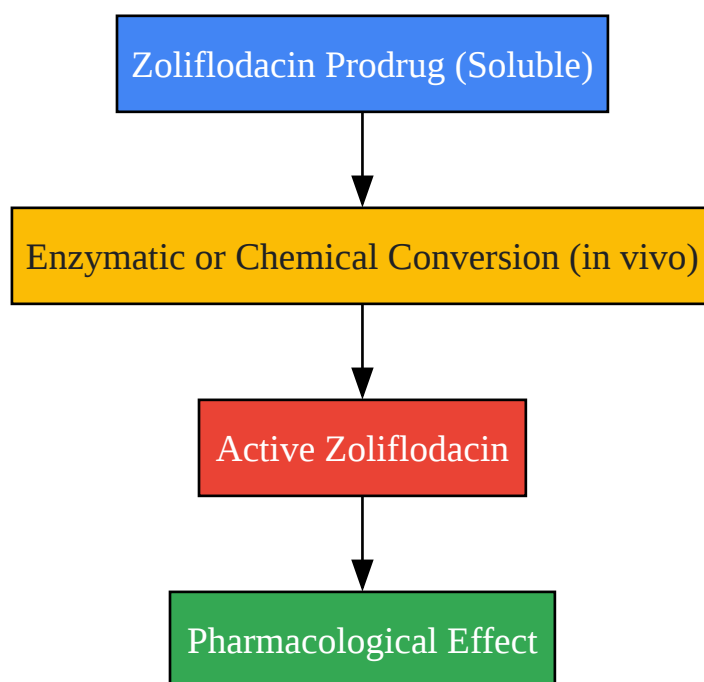 Zoliflodacin Prodrug (Soluble)
Enzymatic or Chemical Conversion (in vivo)
Active Zoliflodacin
Pharmacological Effect